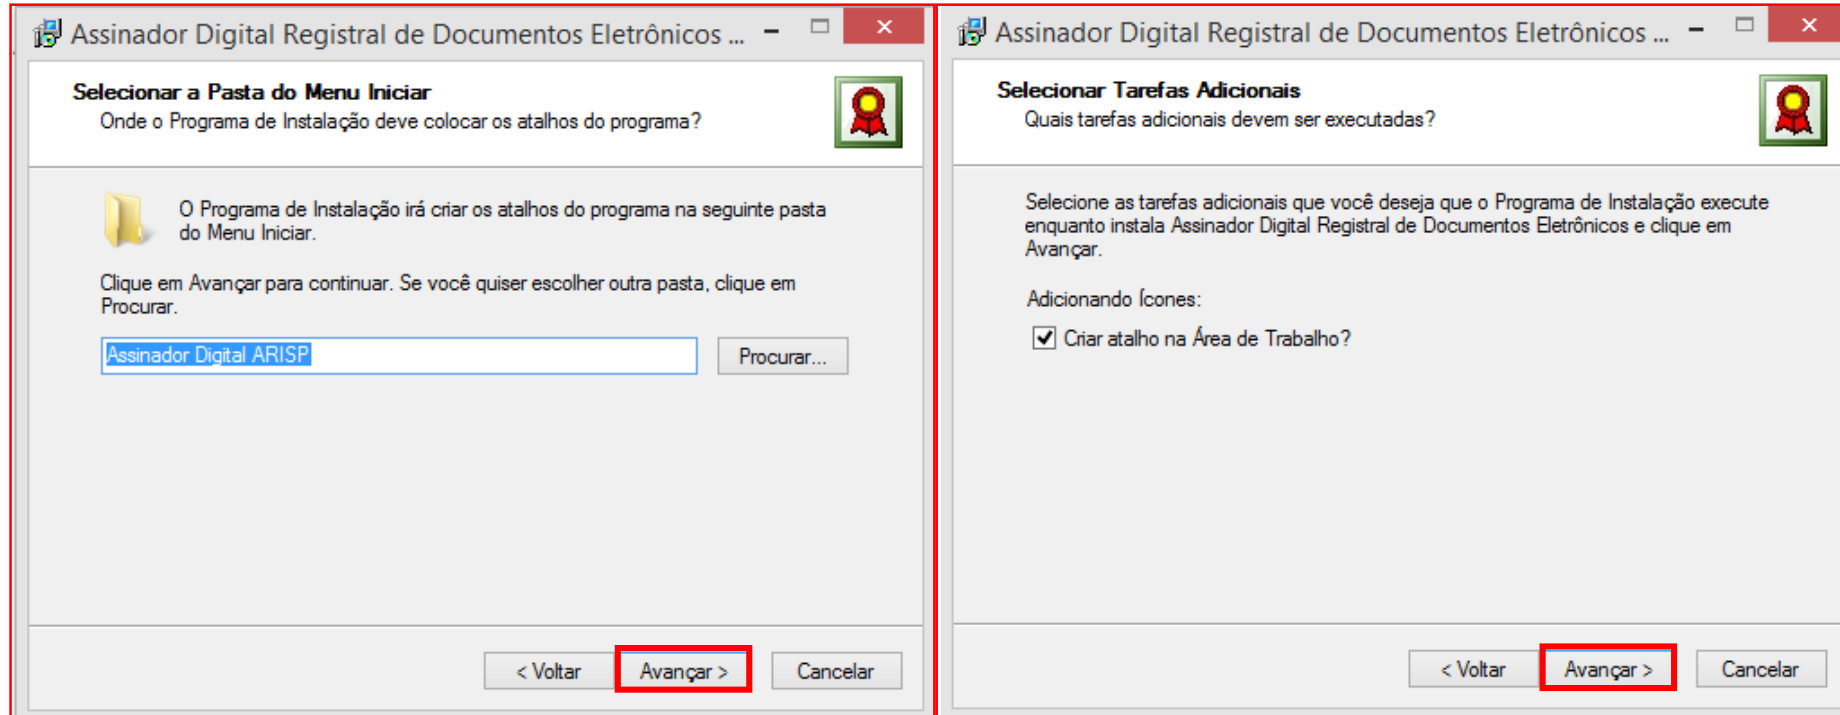 Assinador Digital Registral de Documentos Eletrônicos ...
Selecionar a Pasta do Menu Iniciar
Onde o Programa de Instalação deve colocar os atalhos do programa?
O Programa de Instalação irá criar os atalhos do programa na seguinte pasta
do Menu Iniciar.
Clique em Avançar para continuar. Se você quiser escolher outra pasta, clique em
Procurar.
Assinador Digital ARISP
Procurar...
< Voltar
Avançar >
Cancelar
Assinador Digital Registral de Documentos Eletrônicos ...
Selecionar Tarefas Adicionais
Quais tarefas adicionais devem ser executadas?
Selecione as tarefas adicionais que você deseja que o Programa de Instalação execute
enquanto instala Assinador Digital Registral de Documentos Eletrônicos e clique em
Avançar.
Adicionando Ícones:
Criar atalho na Área de Trabalho?
< Voltar
Avançar >
Cancelar